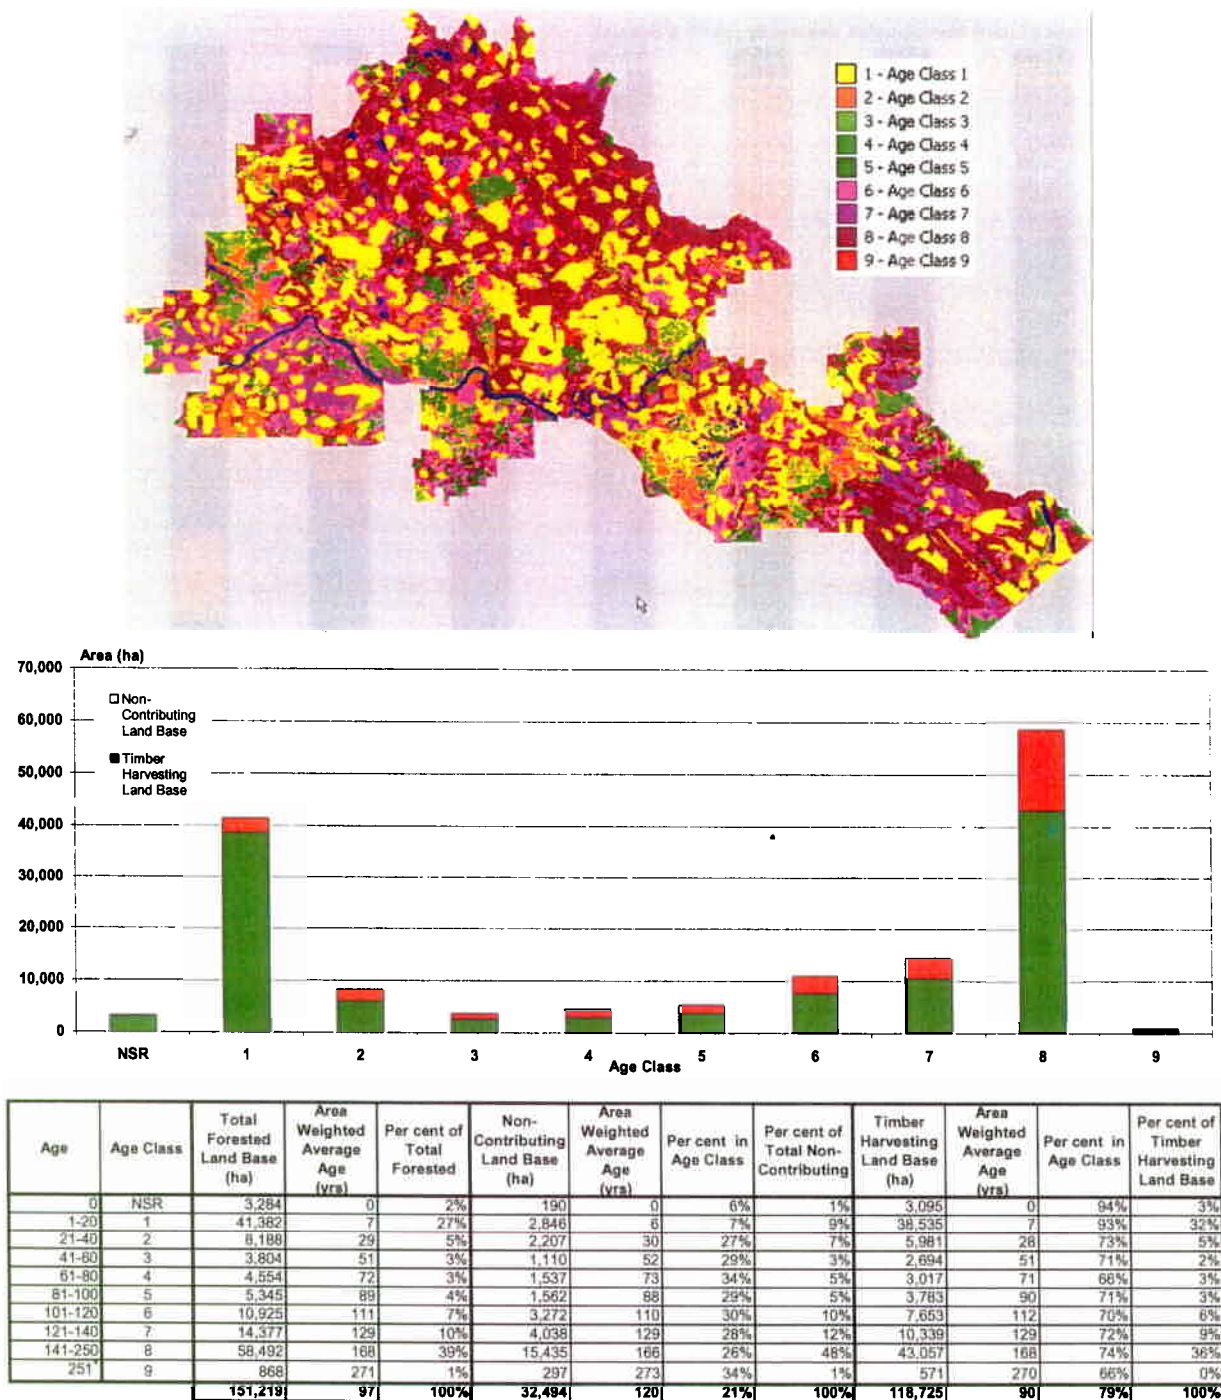 1 - Age Class 1
2 - Age Class 2
3 - Age Class 3
4 - Age Class 4
5 - Age Class 5
6 - Age Class 6
7 - Age Class 7
8 - Age Class 8
9 - Age Class 9
Area (ha)
70,000
60,000
50,000
40,000
30,000
20,000
10,000
0
Non-
Contributing
Land Base
Timber
Harvesting
Land Base
NSR 1 2 3 4 5 6 7 8 9
Age Class
Age | Age Class | Total Forested Land Base (ha) | Area Weighted Average Age (yrs) | Per cent of Total Forested | Non-Contributing Land Base (ha) | Area Weighted Average Age (yrs) | Per cent in Age Class | Per cent of Total Non-Contributing | Timber Harvesting Land Base (ha) | Area Weighted Average Age (yrs) | Per cent in Age Class | Per cent of Timber Harvesting Land Base
0 NSR 3,284 0 2% 190 0 6% 1% 3,095 0 94% 3%
1-20 1 41,382 7 27% 2,846 6 7% 9% 38,535 7 93% 32%
21-40 2 8,188 29 5% 2,207 30 27% 7% 5,981 28 73% 5%
41-60 3 3,804 51 3% 1,110 52 29% 3% 2,694 51 71% 2%
61-80 4 4,554 72 3% 1,537 73 34% 5% 3,017 71 66% 3%
81-100 5 5,345 89 4% 1,562 88 29% 5% 3,783 90 71% 3%
101-120 6 10,925 111 7% 3,272 110 30% 10% 7,653 112 70% 6%
121-140 7 14,377 129 10% 4,038 129 28% 12% 10,339 129 72% 9%
141-250 8 58,492 168 39% 15,435 166 26% 48% 43,057 168 74% 36%
251+ 9 868 271 1% 297 273 34% 1% 571 270 66% 0%
151,219 97 100% 32,494 120 21% 100% 118,725 90 79% 100%